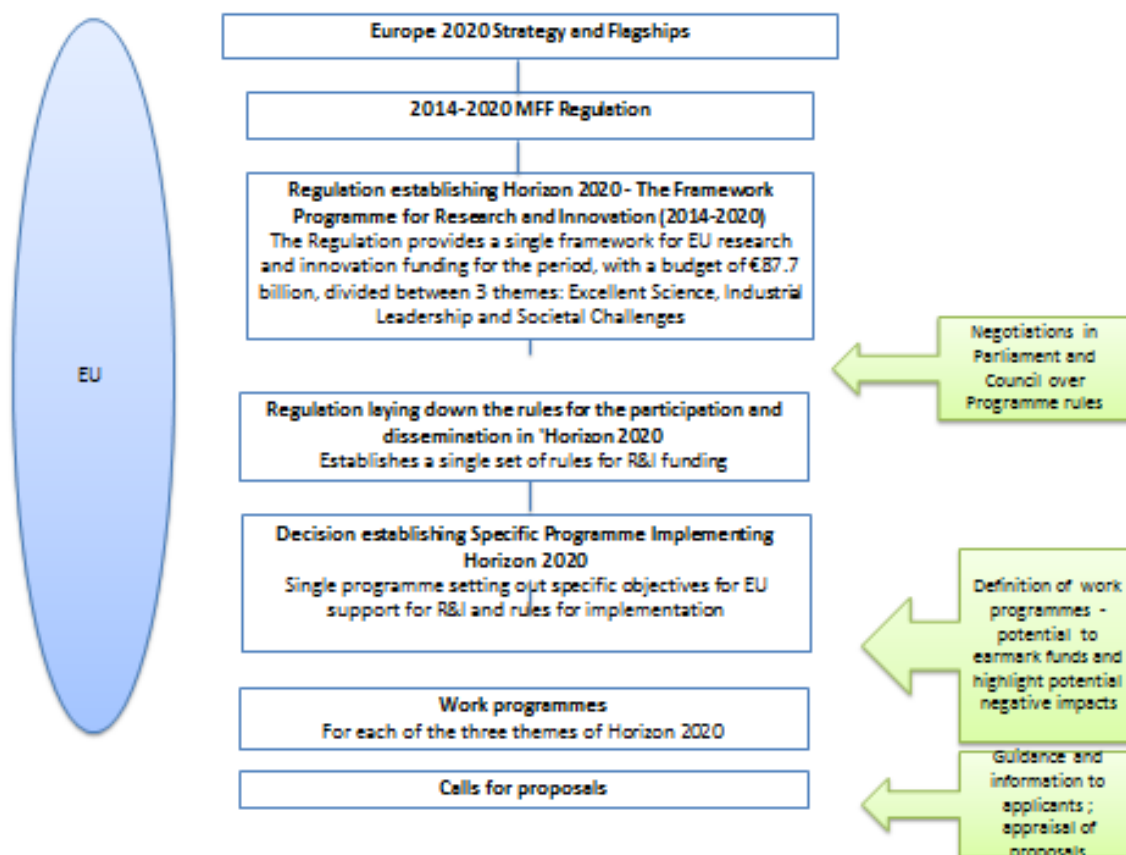 Europe 2020 Strategy and Flagships
2014-2020 MFF Regulation
Regulation establishing Horizon 2020 - The Framework
Programme for Research and Innovation (2014-2020)
The Regulation provides a single framework for EU research
and innovation funding for the period, with a budget of €87.7
billion, divided between 3 themes: Excellent Science, Industrial
Leadership and Societal Challenges
EU
Negotiations in
Parliament and
Council over
Programme rules
Regulation laying down the rules for the participation and
dissemination in 'Horizon 2020
Establishes a single set of rules for R&I funding
Decision establishing Specific Programme Implementing
Horizon 2020
Single programme setting out specific objectives for EU
support for R&I and rules for implementation
Definition of work
programmes -
potential to
earmark funds and
highlight potential
negative impacts
Work programmes
For each of the three themes of Horizon 2020
Calls for proposals
Guidance and
information to
applicants ;
appraisal of
proposals